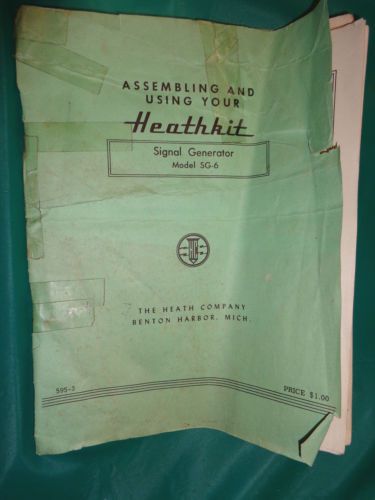 ASSEMBLING AND
USING YOUR
Heathkit
Signal Generator
Model SG-6
THE HEATH COMPANY
BENTON HARBOR, MICH.
595-3
PRICE $1.00